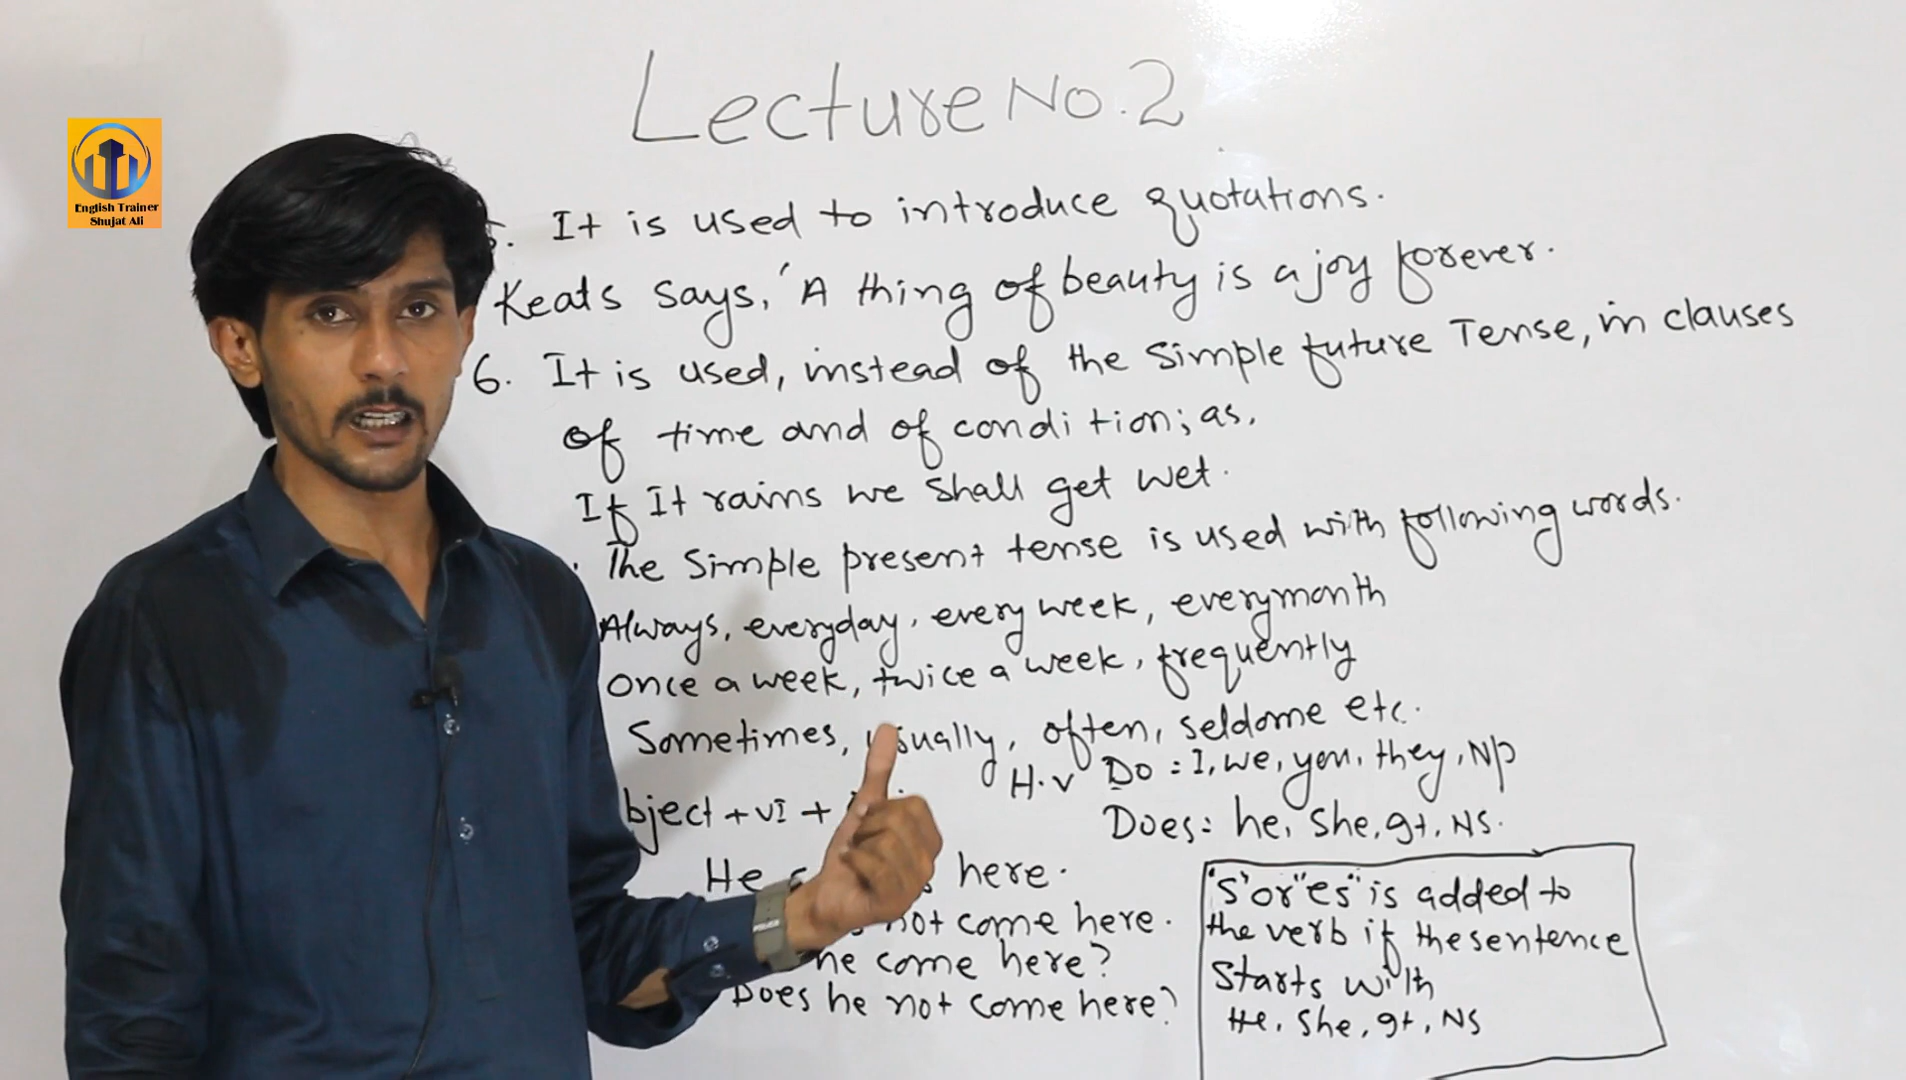 Lecture No. 2
English Trainer
Shujat Ali
5. It is used to introduce quotations.
Keats says, 'A thing of beauty is a joy forever.
6. It is used, instead of the simple future Tense, in clauses
of time and of condition; as,
If It rains we shall get wet.
The Simple present tense is used with following words.
Always, everyday, every week, everymonth
once a week, twice a week, frequently
Sometimes, usually, often, seldome etc.
H.v Do = I, we, you, they, Np
bject + v1 +
Does = he, she, it, NS.
He here.
not come here.
he come here?
Does he not come here?
"s" or "es" is added to
the verb if the sentence
starts with
He, She, it, NS